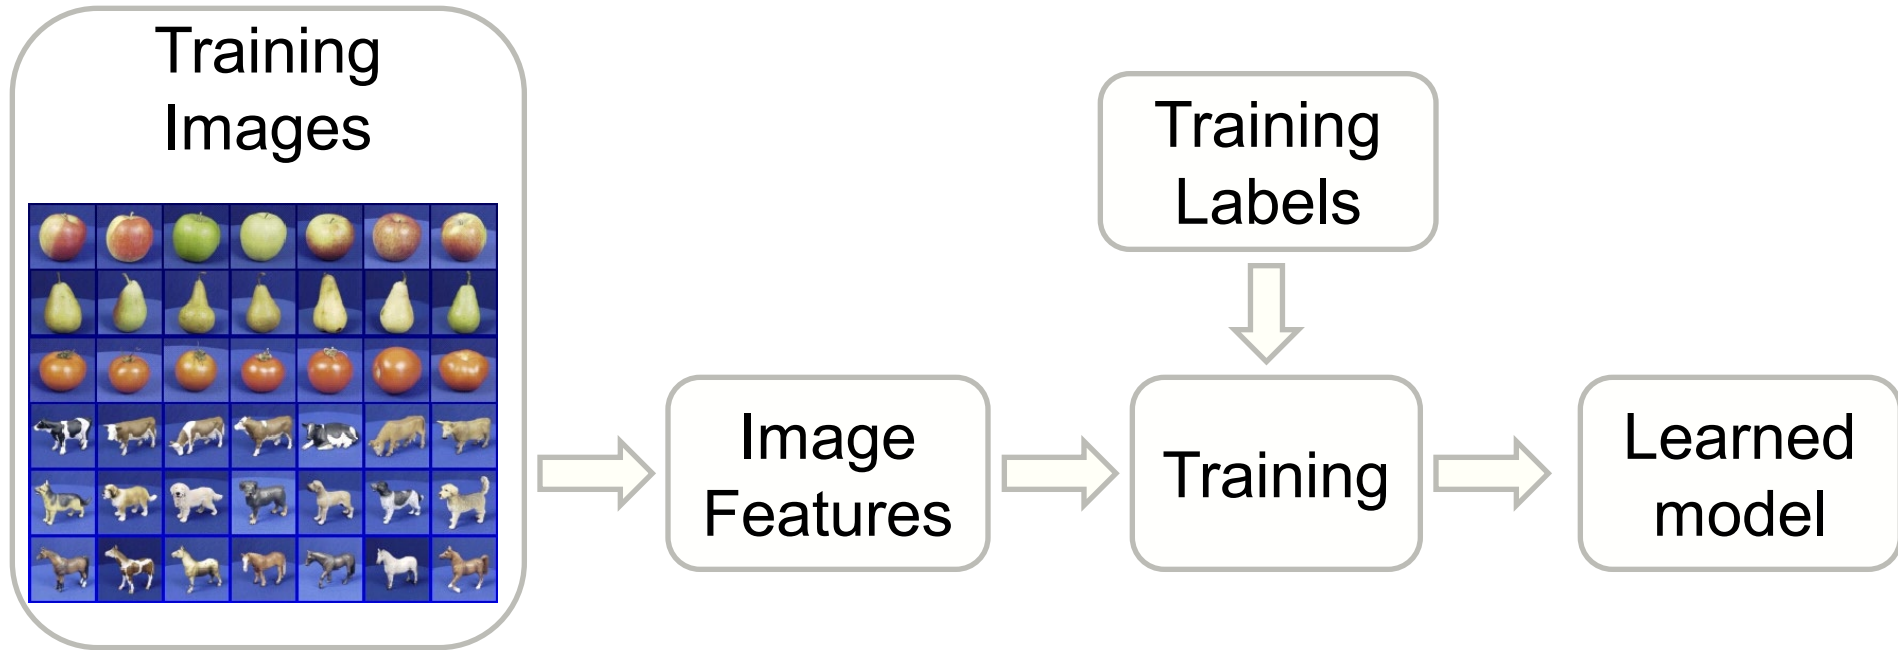 Training
Images
Training
Labels
Image
Features
Training
Learned
model